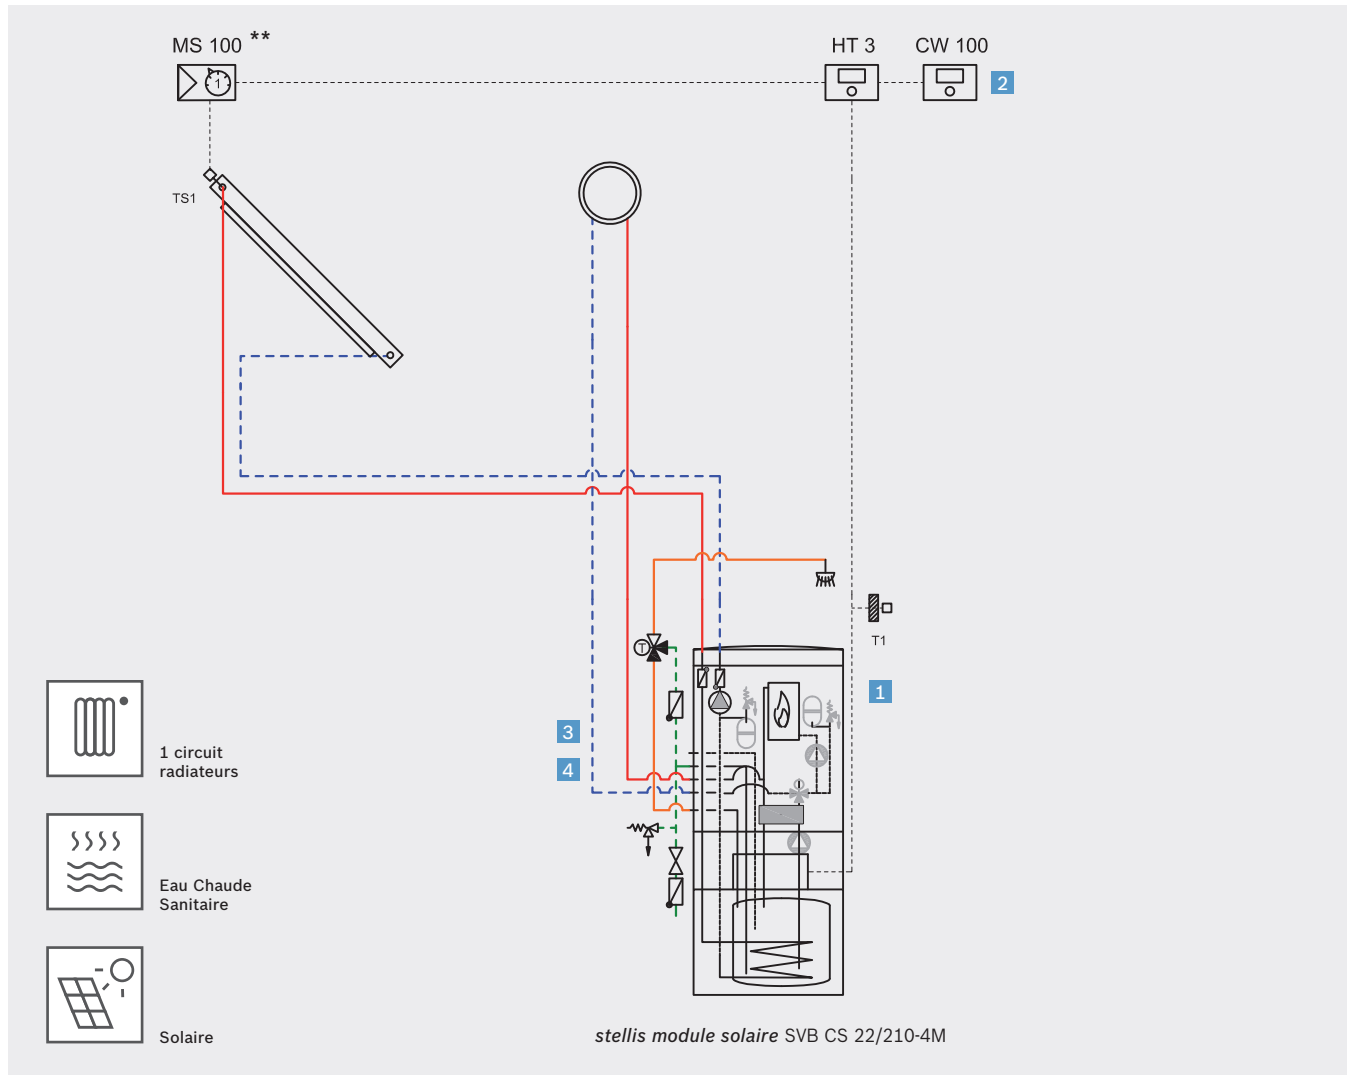 MS 100 **
HT 3
CW 100
1
2
TS1
T
T1
1
3
4
1 circuit
radiateurs
Eau Chaude
Sanitaire
Solaire
stellis module solaire SVB CS 22/210-4M